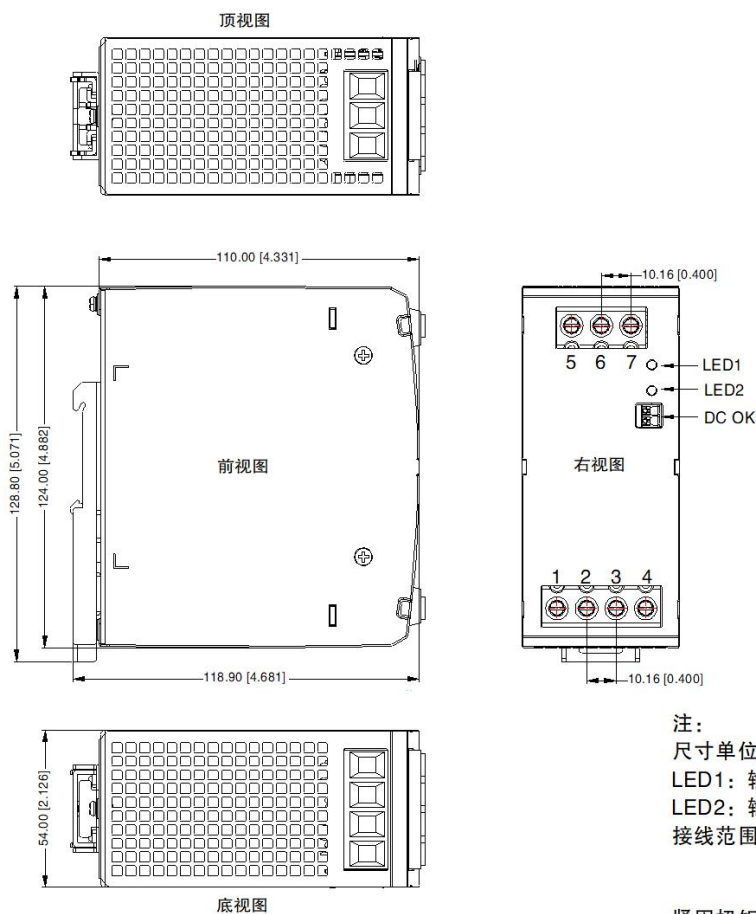 顶视图
110.00 [4.331]
10.16 [0.400]
5 6 7
LED1
LED2
DC OK
128.80 [5.071]
124.00 [4.882]
前视图
右视图
1 2 3 4
118.90 [4.681]
10.16 [0.400]
54.00 [2.126]
底视图
注:
尺寸单位
LED1: 输
LED2: 输
接线范围